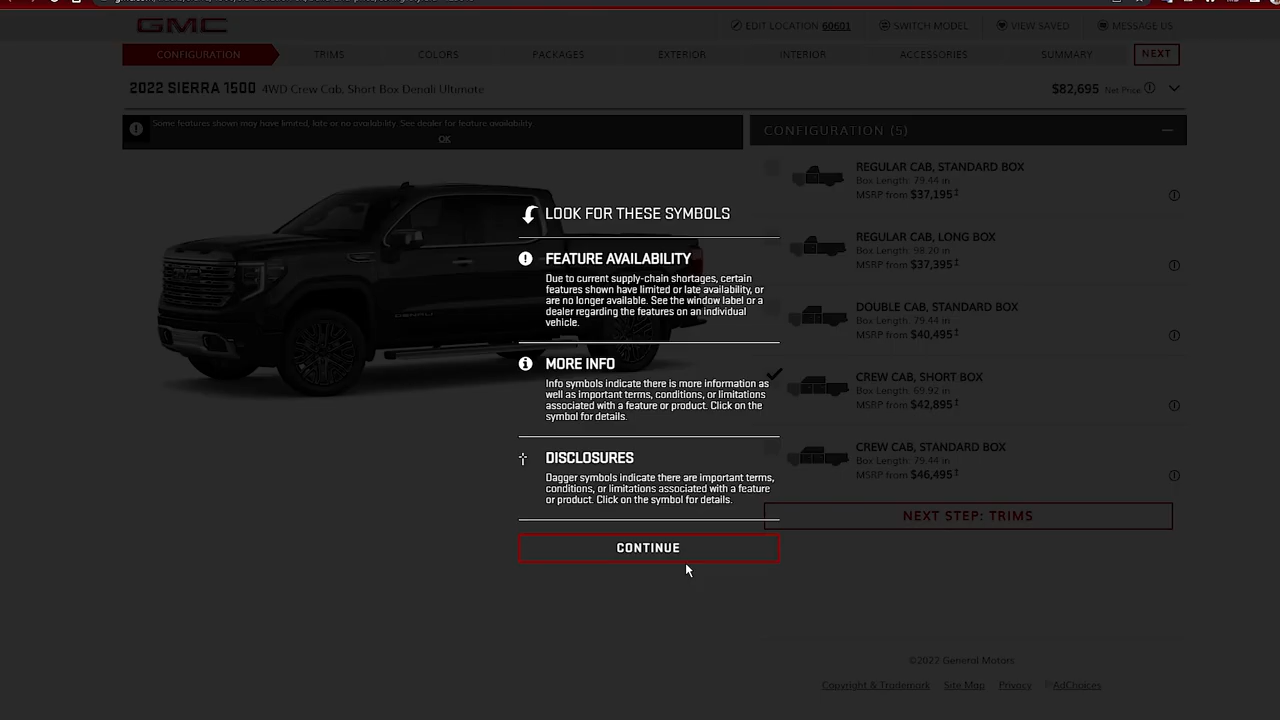 GMC
EDIT LOCATION 60601
SWITCH MODEL
VIEW SAVED
MESSAGE US
CONFIGURATION
TRIMS
COLORS
PACKAGES
EXTERIOR
INTERIOR
ACCESSORIES
SUMMARY
NEXT
2022 SIERRA 1500 4WD Crew Cab, Short Box Denali Ultimate
$82,695 Net Price
Some features shown may have limited, late or no availability. See dealer for feature availability.
OK
CONFIGURATION (5)
REGULAR CAB, STANDARD BOX
Box Length: 79.44 in
MSRP from $37,195‡
REGULAR CAB, LONG BOX
Box Length: 98.20 in
MSRP from $37,395‡
DOUBLE CAB, STANDARD BOX
Box Length: 79.44 in
MSRP from $40,495‡
CREW CAB, SHORT BOX
Box Length: 69.92 in
MSRP from $42,895‡
CREW CAB, STANDARD BOX
Box Length: 79.44 in
MSRP from $46,495‡
NEXT STEP: TRIMS
LOOK FOR THESE SYMBOLS
FEATURE AVAILABILITY
Due to current supply-chain shortages, certain
features shown have limited or late availability, or
are no longer available. See the window label or a
dealer regarding the features on an individual
vehicle.
MORE INFO
Info symbols indicate there is more information as
well as important terms, conditions, or limitations
associated with a feature or product. Click on the
symbol for details.
† DISCLOSURES
Dagger symbols indicate there are important terms,
conditions, or limitations associated with a feature
or product. Click on the symbol for details.
CONTINUE
©2022 General Motors
Copyright & Trademark
Site Map
Privacy
AdChoices